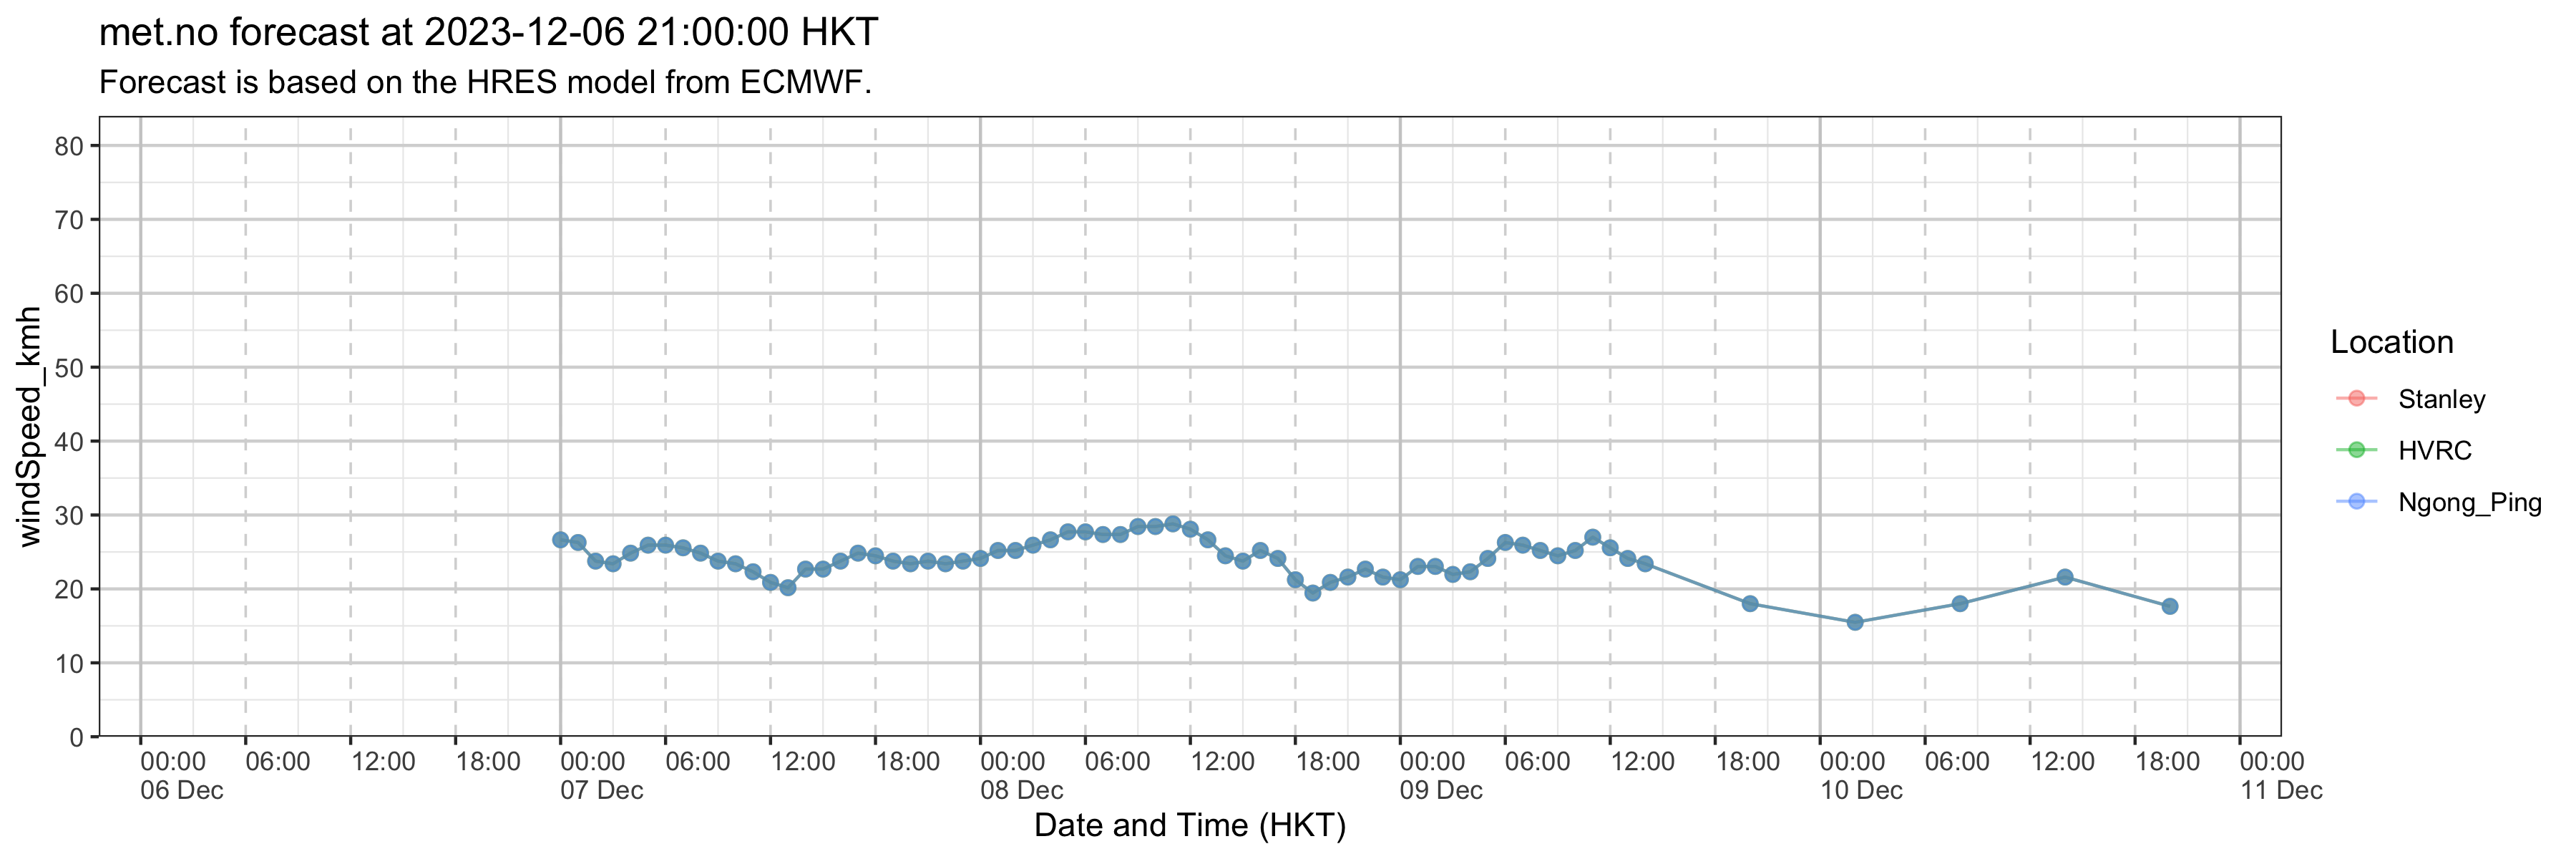 met.no forecast at 2023-12-06 21:00:00 HKT
Forecast is based on the HRES model from ECMWF.
windSpeed_kmh
80
70
60
50
40
30
20
10
0
00:00 06:00 12:00 18:00 00:00 06:00 12:00 18:00 00:00 06:00 12:00 18:00 00:00 06:00 12:00 18:00 00:00 06:00 12:00 18:00 00:00
06 Dec 07 Dec 08 Dec 09 Dec 10 Dec 11 Dec
Date and Time (HKT)
Location
Stanley
HVRC
Ngong_Ping